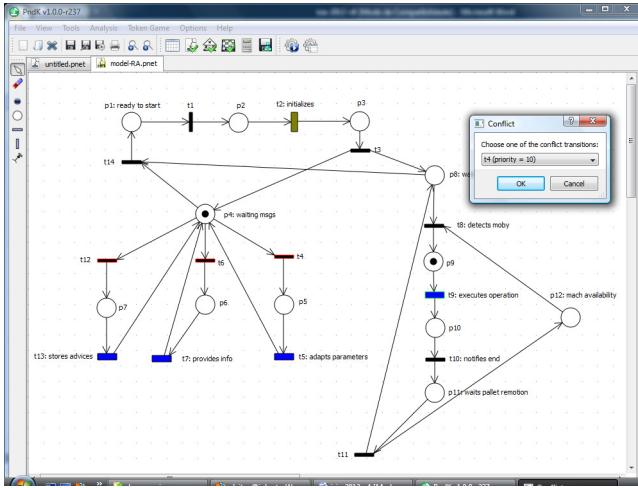 PndK v1.0.0-r237
File View Tools Analysis Token Game Options Help
untitled.pnet model-RA.pnet
p1: ready to start t1 p2 t2: initializes p3
Conflict
Choose one of the conflict transitions:
t4 (priority = 10)
OK Cancel
t14 t3
p8:
p4: waiting msgs
t8: detects moby
t12 t6 t4
p9
p7 p6 p5
t9: executes operation p12: mach availability
p10
t13: stores advices t7: provides info t5: adapts parameters t10: notifies end
p11: waits pallet remotion
t11